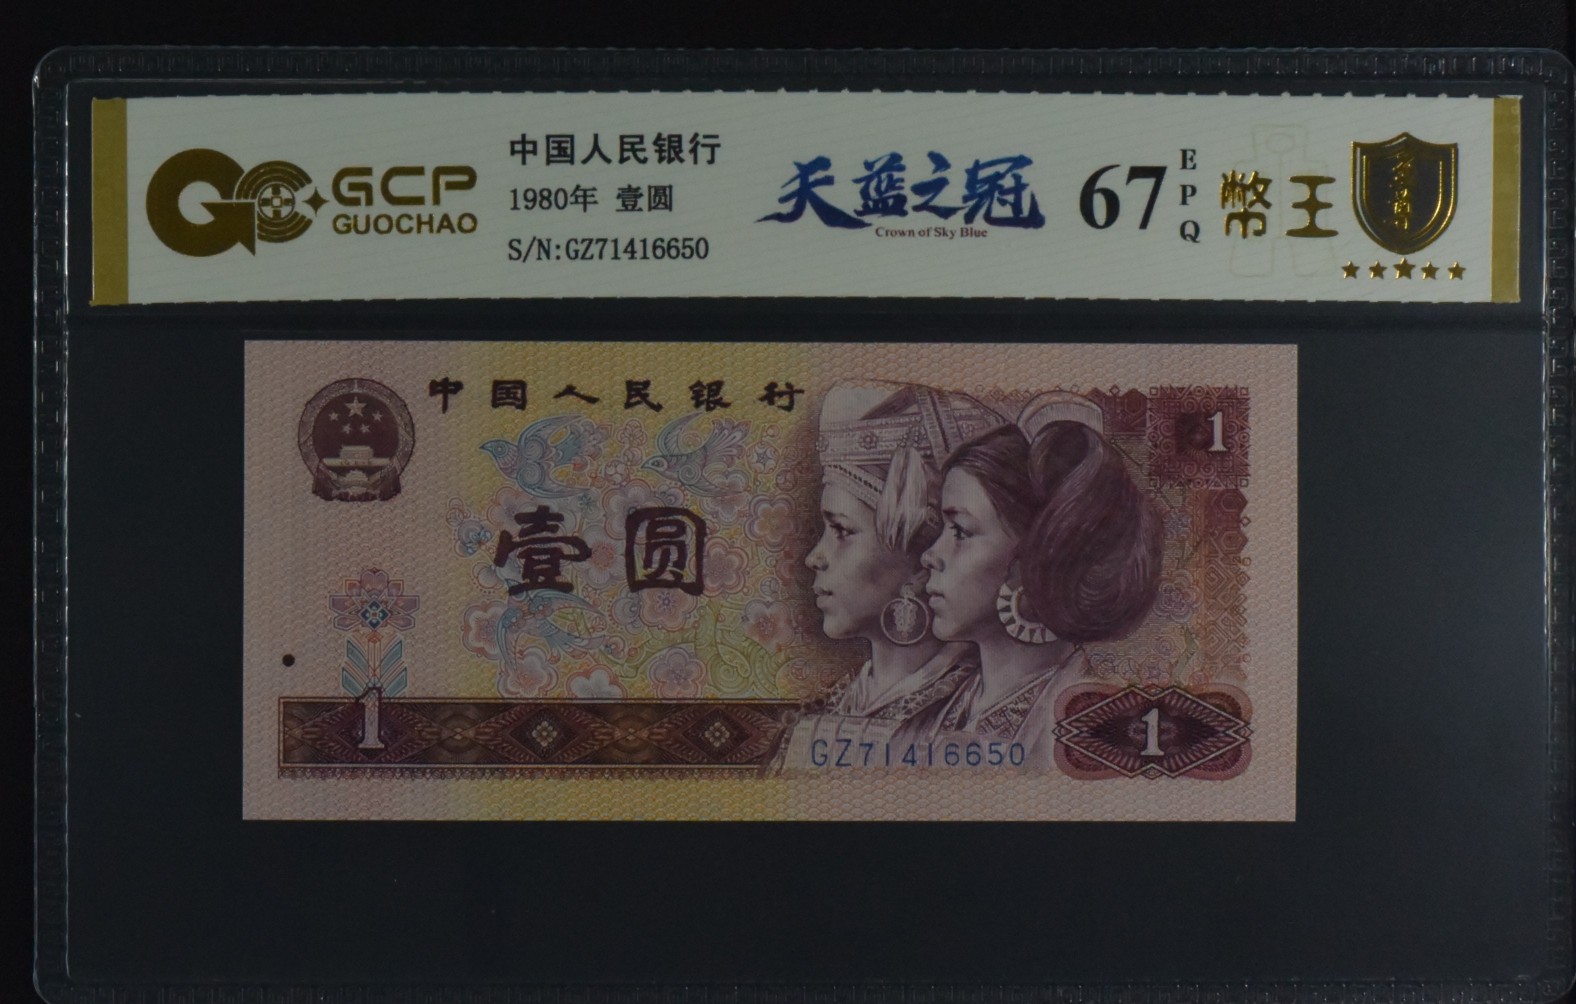 GCP
GUOCHAO
中国人民银行
1980年 壹圆
S/N:GZ71416650
天蓝之冠
Crown of Sky Blue
67
EPQ
幣王
中国人民银行
壹圆
1
1
1
GZ71416650